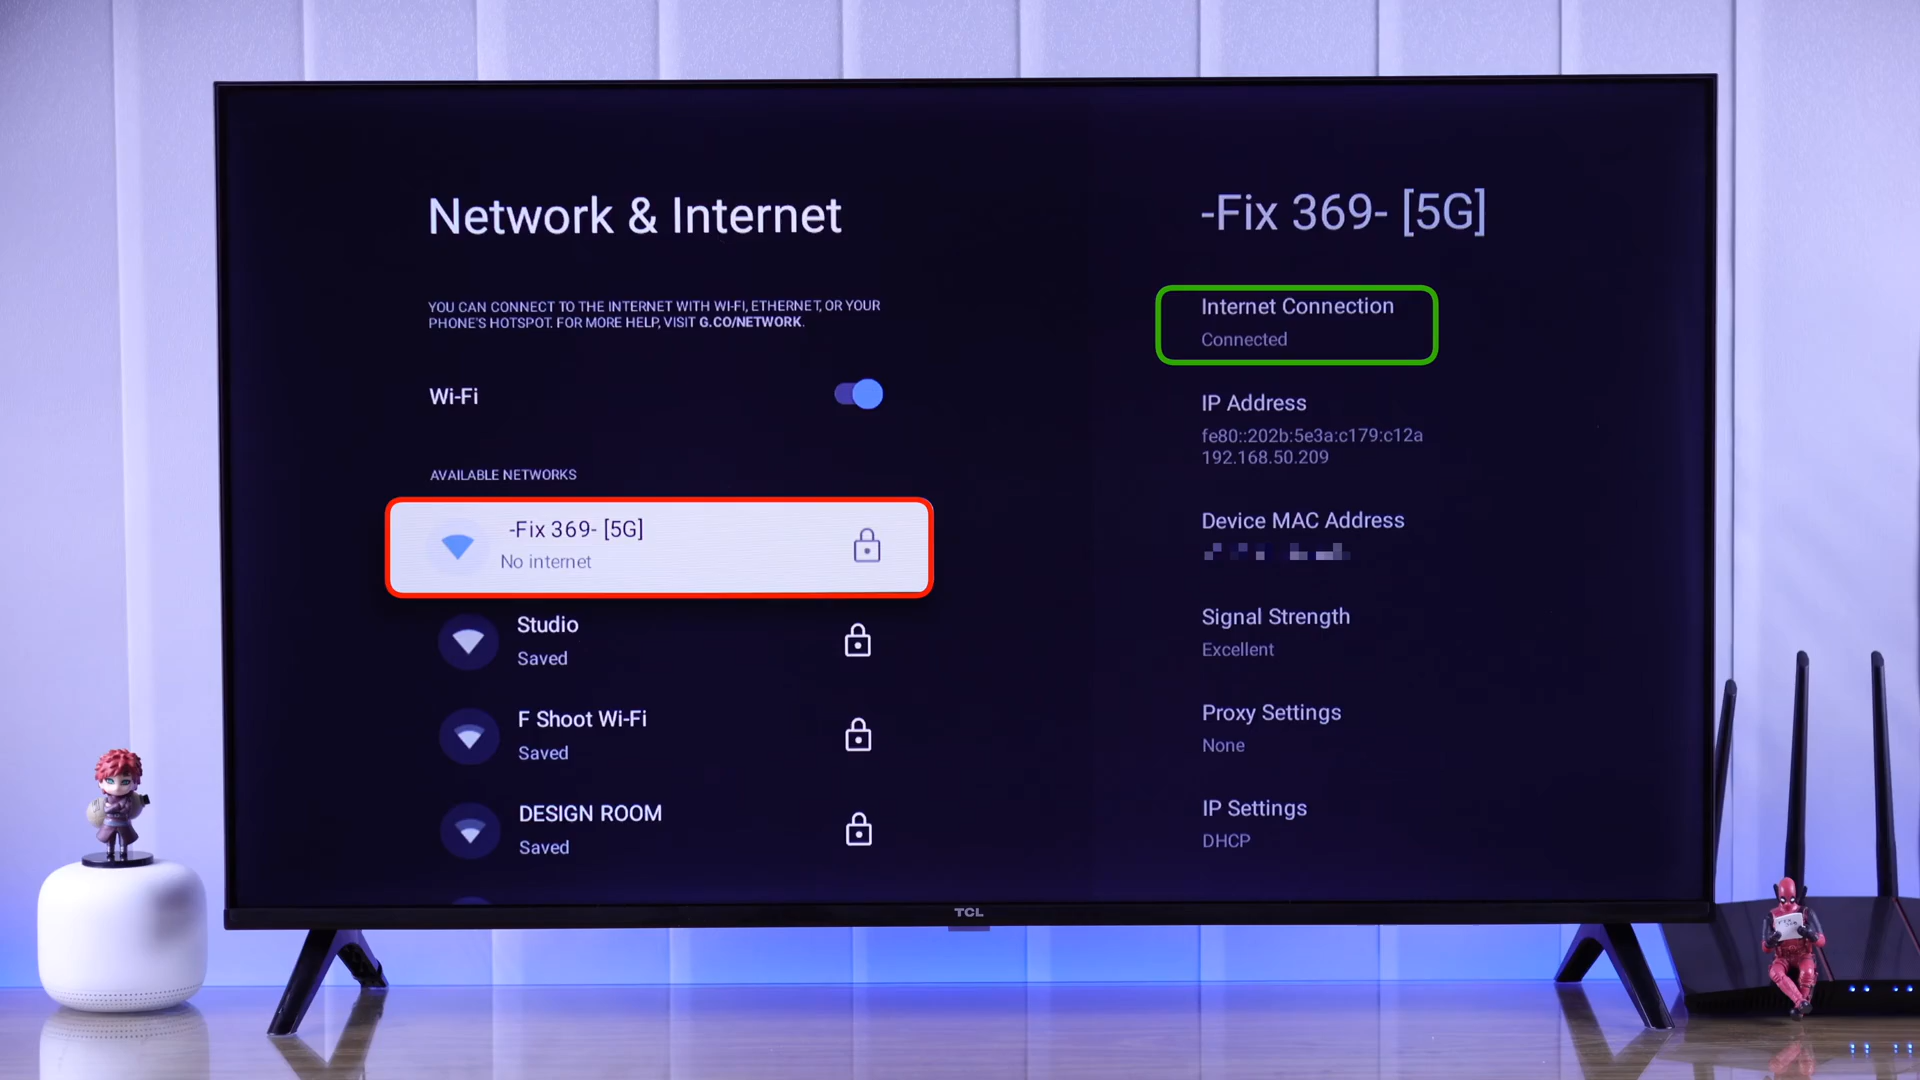 Network & Internet
YOU CAN CONNECT TO THE INTERNET WITH WI-FI, ETHERNET, OR YOUR
PHONE'S HOTSPOT. FOR MORE HELP, VISIT G.CO/NETWORK.
Wi-Fi
AVAILABLE NETWORKS
-Fix 369- [5G]
No internet
Studio
Saved
F Shoot Wi-Fi
Saved
DESIGN ROOM
Saved
-Fix 369- [5G]
Internet Connection
Connected
IP Address
fe80::202b:5e3a:c179:c12a
192.168.50.209
Device MAC Address
Signal Strength
Excellent
Proxy Settings
None
IP Settings
DHCP
TCL